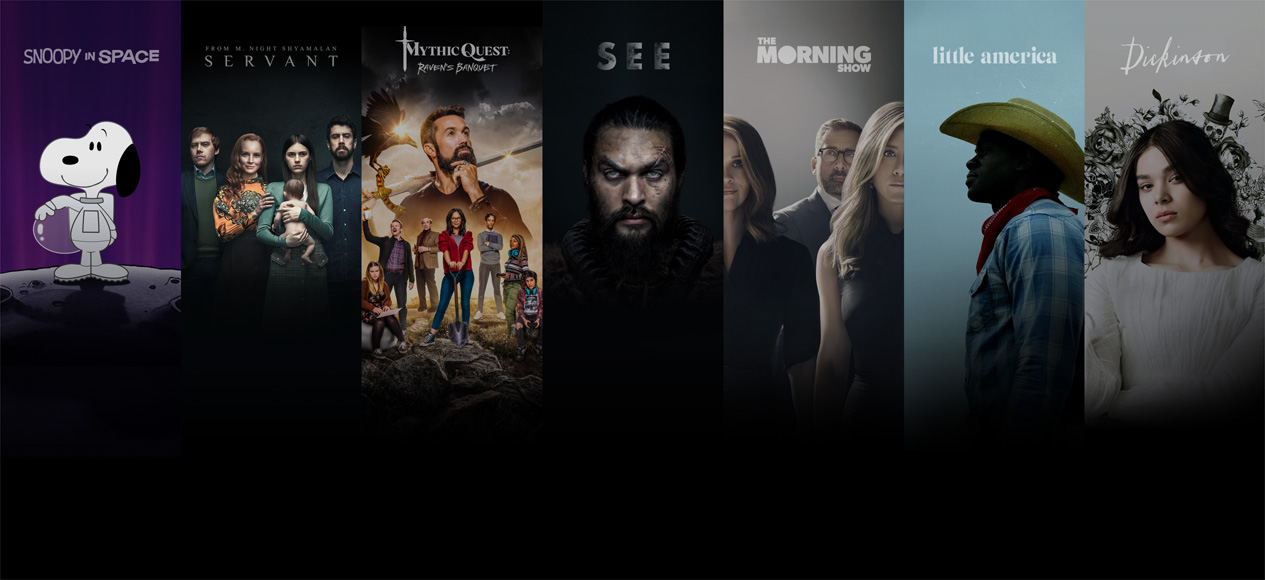 SNOOPY IN SPACE
FROM M. NIGHT SHYAMALAN
SERVANT
MYTHIC QUEST:
RAVEN'S BANQUET
SEE
THE
MORNING
SHOW
little america
Dickinson